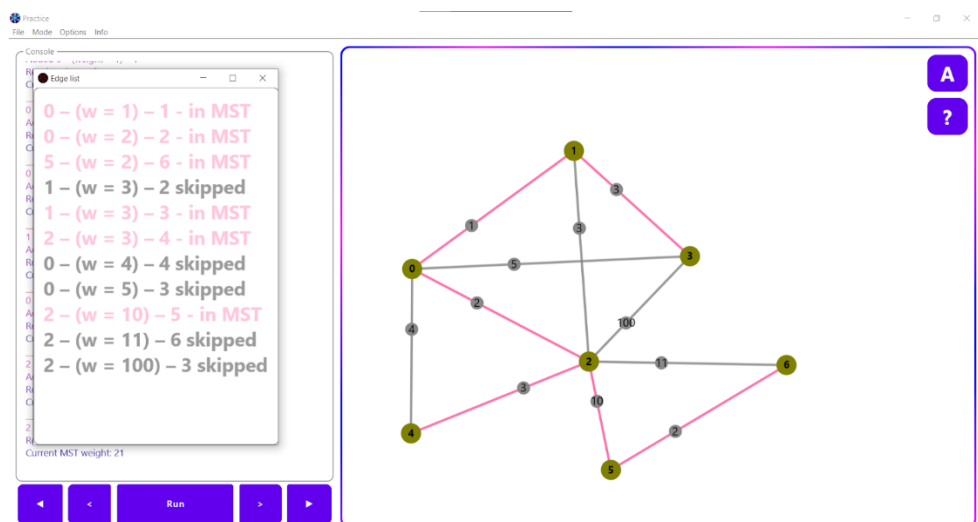 Practice
File Mode Options Info
Console
Edge list
0 – (w = 1) – 1 - in MST
0 – (w = 2) – 2 - in MST
5 – (w = 2) – 6 - in MST
1 – (w = 3) – 2 skipped
1 – (w = 3) – 3 - in MST
2 – (w = 3) – 4 - in MST
0 – (w = 4) – 4 skipped
0 – (w = 5) – 3 skipped
2 – (w = 10) – 5 - in MST
2 – (w = 11) – 6 skipped
2 – (w = 100) – 3 skipped
Current MST weight: 21
Run
A
?
1
3
1
3
0
5
3
2
4
100
2
11
6
3
10
4
2
5